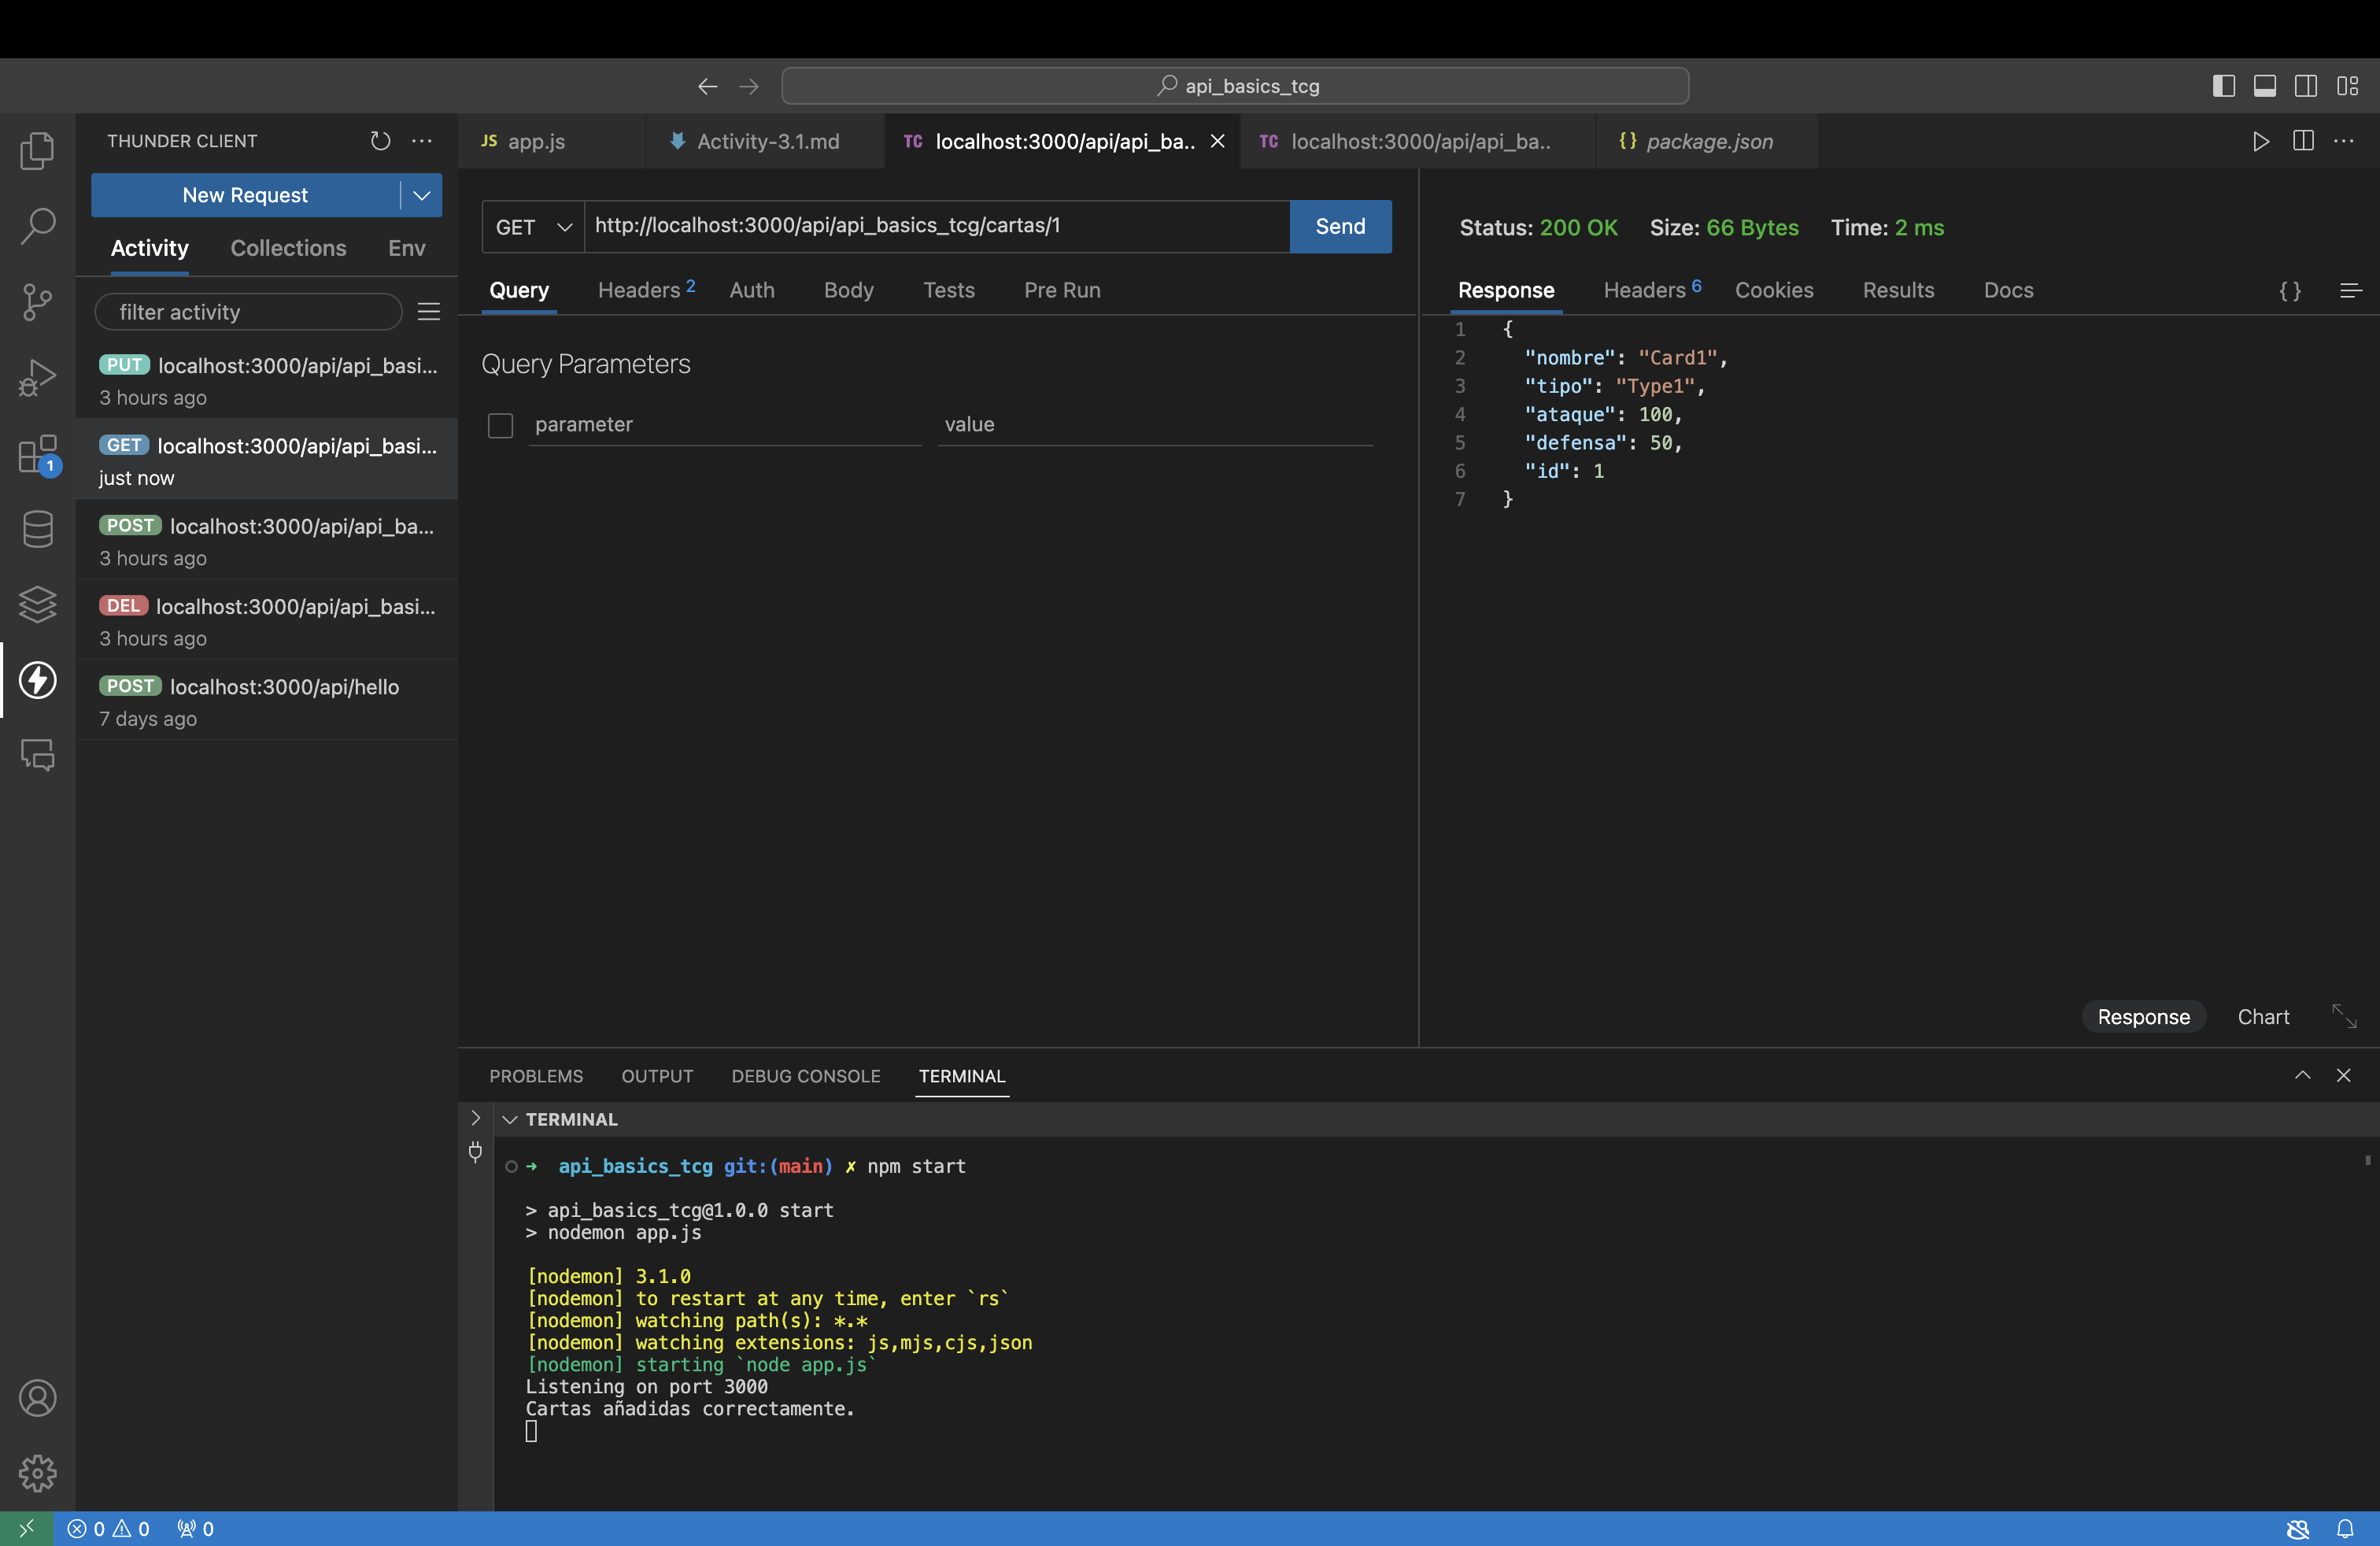 api_basics_tcg
THUNDER CLIENT
New Request
Activity Collections Env
filter activity
PUT localhost:3000/api/api_basi...
3 hours ago
GET localhost:3000/api/api_basi...
just now
POST localhost:3000/api/api_ba...
3 hours ago
DEL localhost:3000/api/api_basi...
3 hours ago
POST localhost:3000/api/hello
7 days ago
1
JS app.js
Activity-3.1.md
TC localhost:3000/api/api_ba..
TC localhost:3000/api/api_ba..
{} package.json
GET http://localhost:3000/api/api_basics_tcg/cartas/1 Send
Query Headers 2 Auth Body Tests Pre Run
Query Parameters
parameter value
Status: 200 OK Size: 66 Bytes Time: 2 ms
Response Headers 6 Cookies Results Docs { }
1 {
2 "nombre": "Card1",
3 "tipo": "Type1",
4 "ataque": 100,
5 "defensa": 50,
6 "id": 1
7 }
Response Chart
PROBLEMS OUTPUT DEBUG CONSOLE TERMINAL
TERMINAL
➜ api_basics_tcg git:(main) ✗ npm start
> api_basics_tcg@1.0.0 start
> nodemon app.js
[nodemon] 3.1.0
[nodemon] to restart at any time, enter `rs`
[nodemon] watching path(s): *.*
[nodemon] watching extensions: js,mjs,cjs,json
[nodemon] starting `node app.js`
Listening on port 3000
Cartas añadidas correctamente.
0 0 0